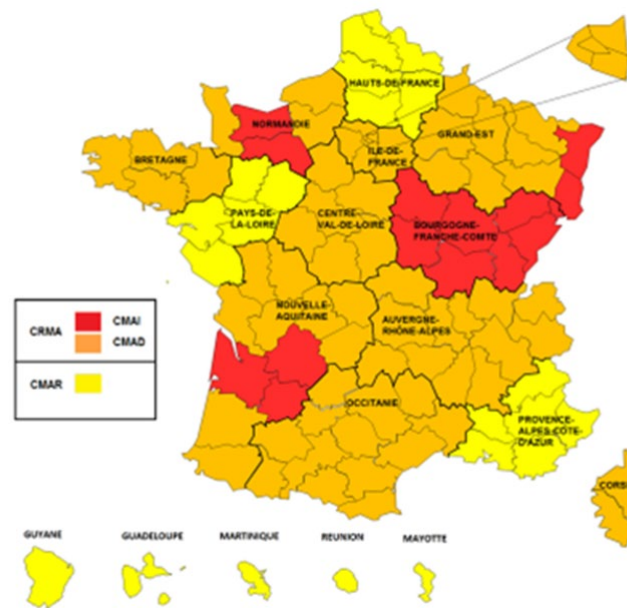 HAUTS-DE-FRANCE
NORMANDIE
GRAND-EST
ILE-DE-
FRANCE
BRETAGNE
PAYS-DE-
LA-LOIRE
CENTRE
VAL-DE-LOIRE
BOURGOGNE-
FRANCHE-COMTE
CRMA
CMAI
CMAD
CMAR
NOUVELLE-
AQUITAINE
AUVERGNE-
RHÔNE-ALPES
OCCITANIE
PROVENCE-
ALPES-CÔTE-
D'AZUR
CORS
GUYANE
GUADELOUPE
MARTINIQUE
REUNION
MAYOTTE